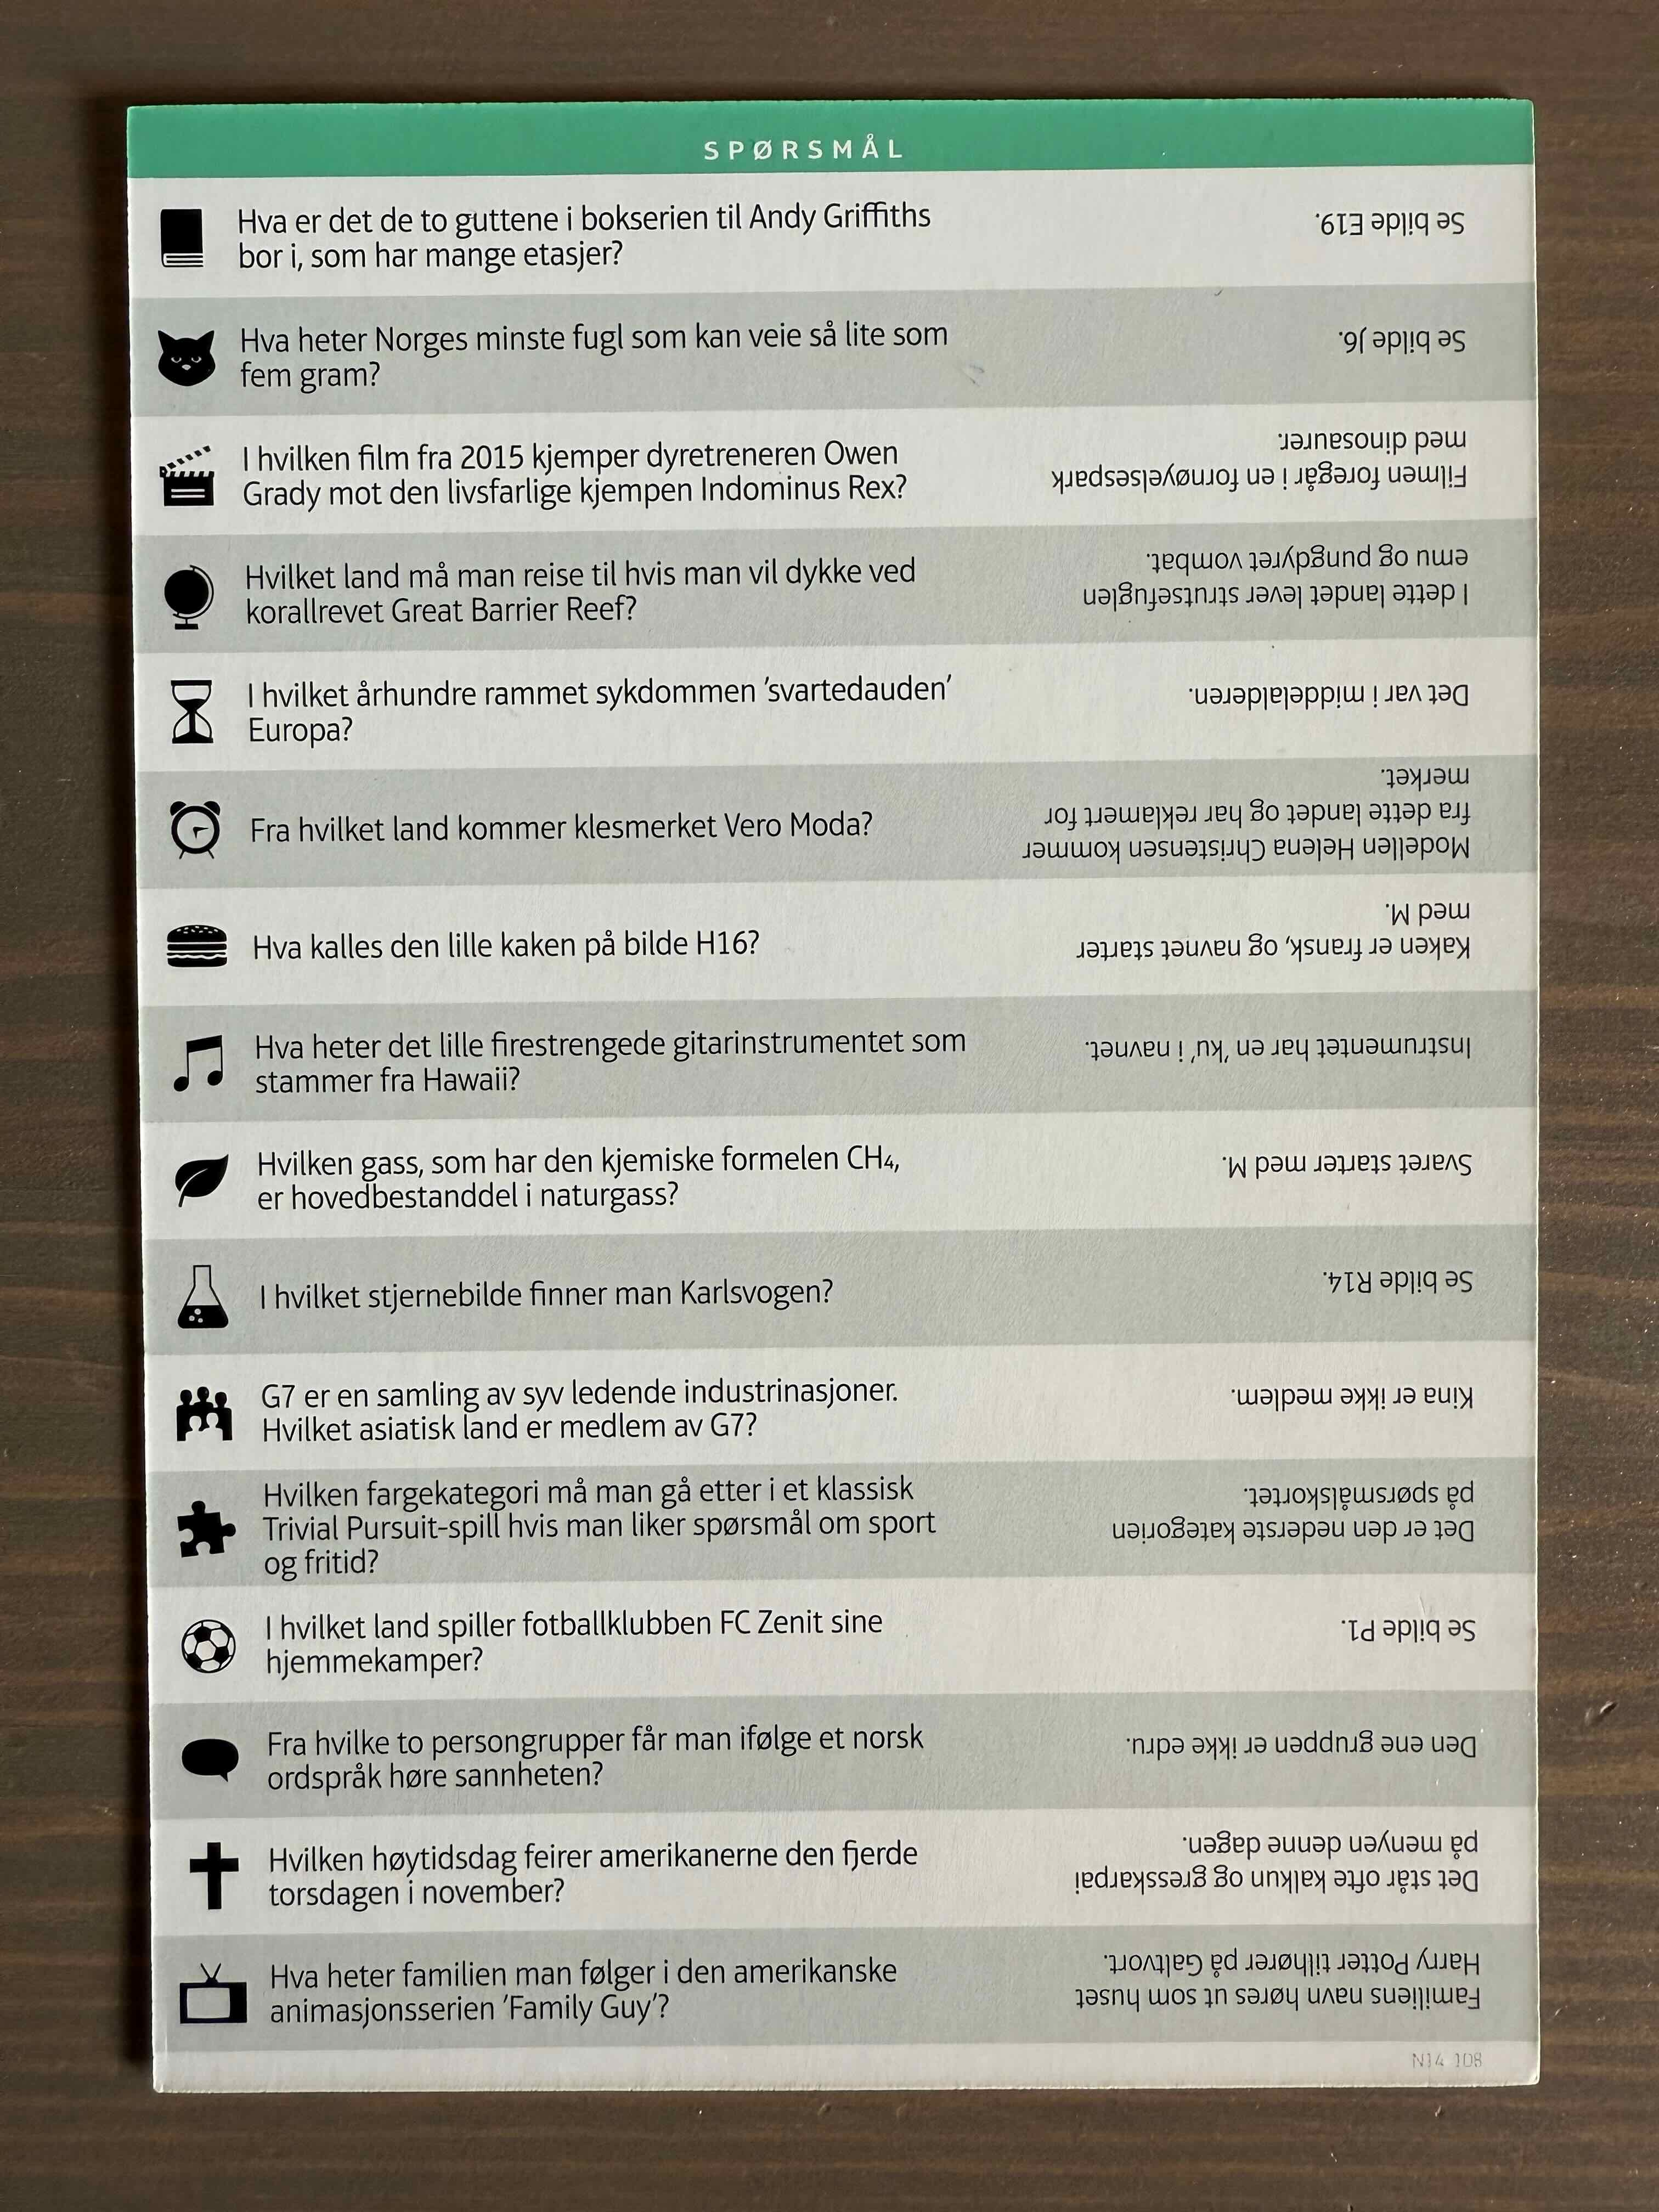 SPØRSMÅL
Hva er det de to guttene i bokserien til Andy Griffiths
bor i, som har mange etasjer?
Se bilde E19.
Hva heter Norges minste fugl som kan veie så lite som
fem gram?
Se bilde J6.
I hvilken film fra 2015 kjemper dyretreneren Owen
Grady mot den livsfarlige kjempen Indominus Rex?
Filmen foregår i en fornøyelsespark
med dinosaurer.
Hvilket land må man reise til hvis man vil dykke ved
korallrevet Great Barrier Reef?
I dette landet lever strutsefuglen
emu og pungdyret vombat.
I hvilket århundre rammet sykdommen 'svartedauden'
Europa?
Det var i middelalderen.
Fra hvilket land kommer klesmerket Vero Moda?
Modellen Helena Christensen kommer
fra dette landet og har reklamert for
merket.
Hva kalles den lille kaken på bilde H16?
Kaken er fransk, og navnet starter
med M.
Hva heter det lille firestrengede gitarinstrumentet som
stammer fra Hawaii?
Instrumentet har en 'ku' i navnet.
Hvilken gass, som har den kjemiske formelen CH₄,
er hovedbestanddel i naturgass?
Svaret starter med M.
I hvilket stjernebilde finner man Karlsvogen?
Se bilde R14.
G7 er en samling av syv ledende industrinasjoner.
Hvilket asiatisk land er medlem av G7?
Kina er ikke medlem.
Hvilken fargekategori må man gå etter i et klassisk
Trivial Pursuit-spill hvis man liker spørsmål om sport
og fritid?
Det er den nederste kategorien
på spørsmålskortet.
I hvilket land spiller fotballklubben FC Zenit sine
hjemmekamper?
Se bilde P1.
Fra hvilke to persongrupper får man ifølge et norsk
ordspråk høre sannheten?
Den ene gruppen er ikke edru.
Hvilken høytidsdag feirer amerikanerne den fjerde
torsdagen i november?
Det står ofte kalkun og gresskarpai
på menyen denne dagen.
Hva heter familien man følger i den amerikanske
animasjonsserien 'Family Guy'?
Familiens navn høres ut som huset
Harry Potter tilhører på Galtvort.
N14 108